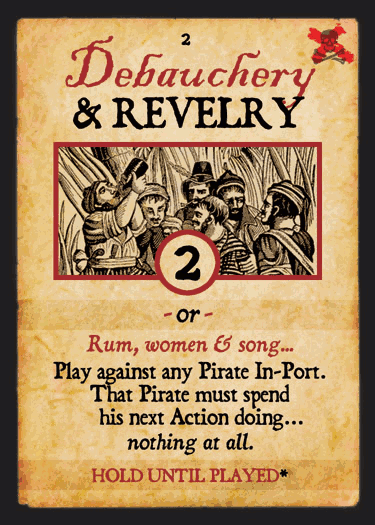 2
Debauchery
& REVELRY
2
- or -
Rum, women & song...
Play against any Pirate In-Port.
That Pirate must spend
his next Action doing...
nothing at all.
HOLD UNTIL PLAYED*